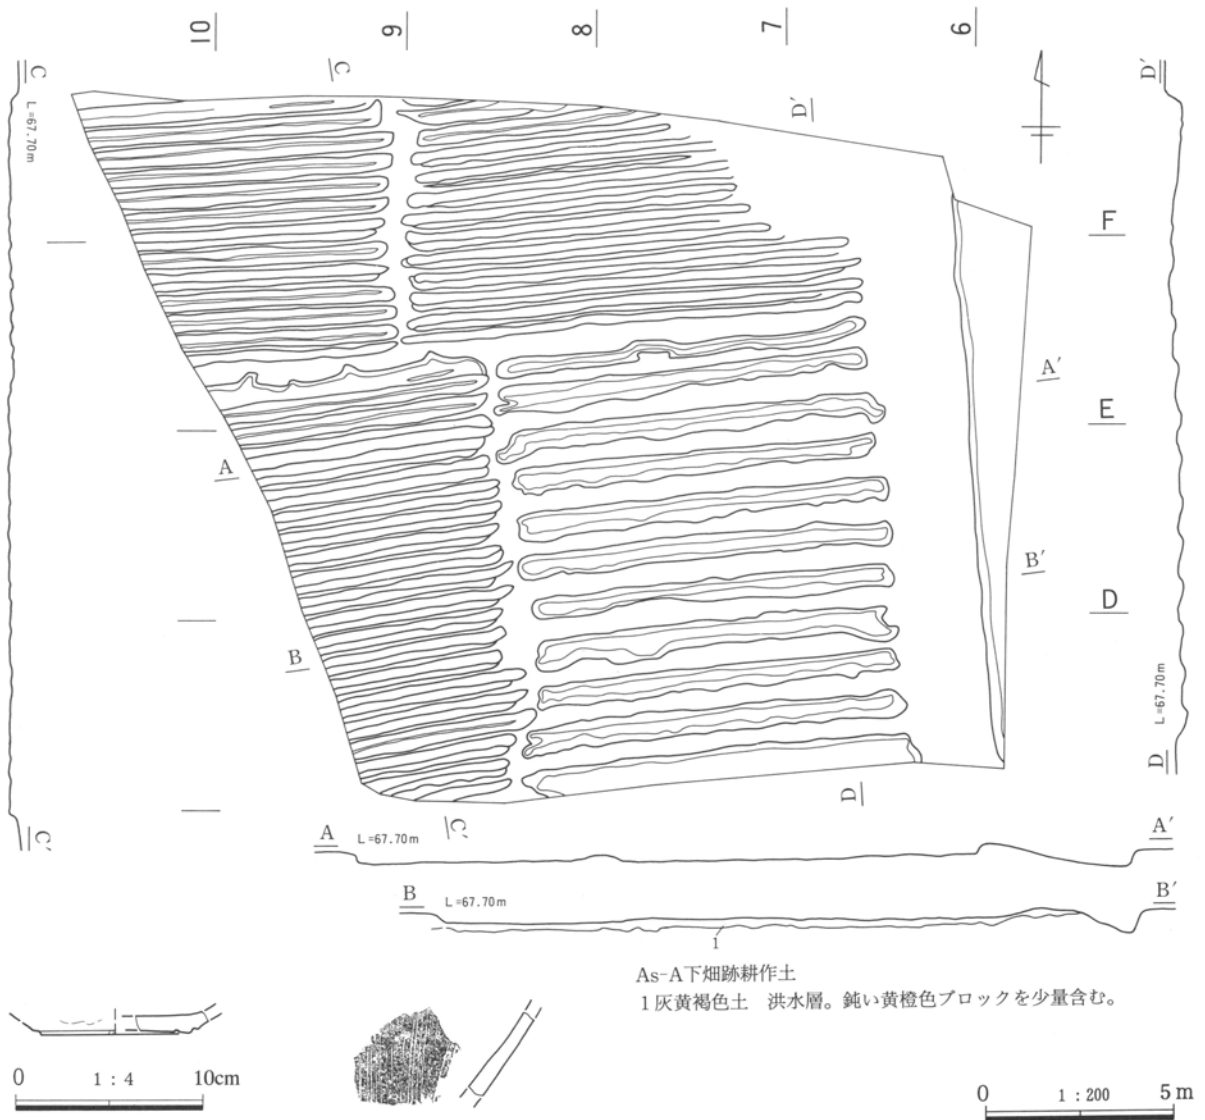 10
9
8
7
6
C
L=67.70m
C
D′
D′
F
A′
E
A
B′
D
B
L=67.70m
D
D
C′
C′
A
L=67.70m
A′
B
L=67.70m
B′
1
As-A下畑跡耕作土
1灰黄褐色土 洪水層。鈍い黄橙色ブロックを少量含む。
0 1:4 10cm
0 1:200 5m